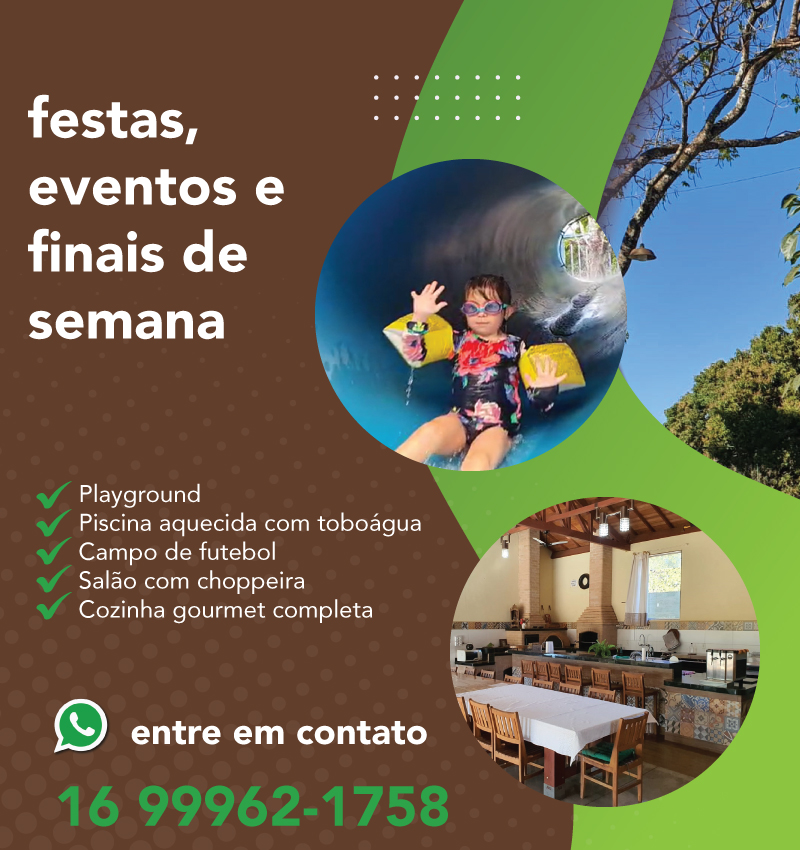 festas,
eventos e
finais de
semana
Playground
Piscina aquecida com toboágua
Campo de futebol
Salão com choppeira
Cozinha gourmet completa
entre em contato
16 99962-1758